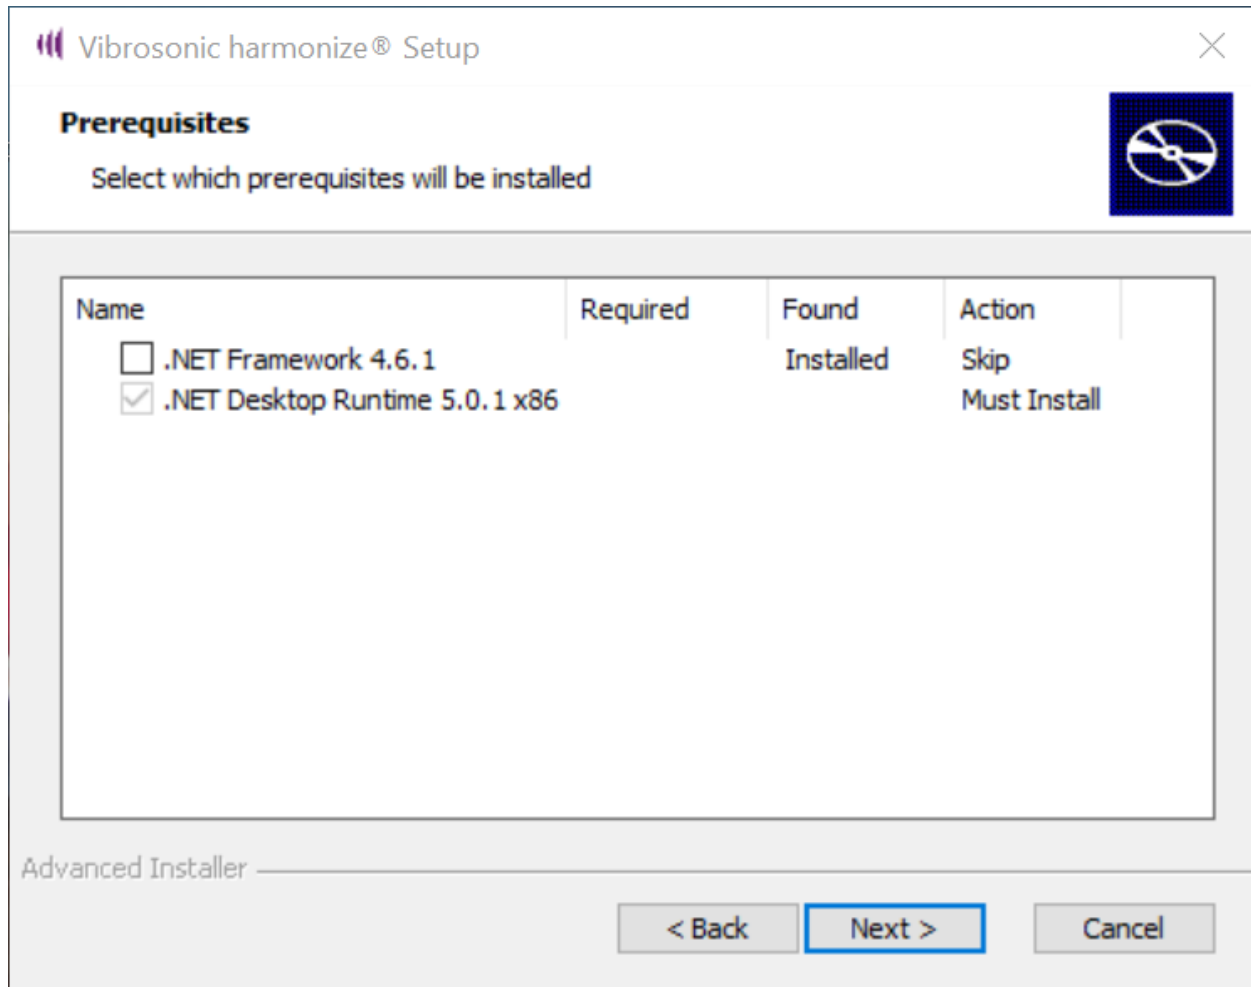 Vibrosonic harmonize® Setup
Prerequisites
Select which prerequisites will be installed
Name Required Found Action
.NET Framework 4.6.1 Installed Skip
.NET Desktop Runtime 5.0.1 x86 Must Install
Advanced Installer
< Back Next > Cancel